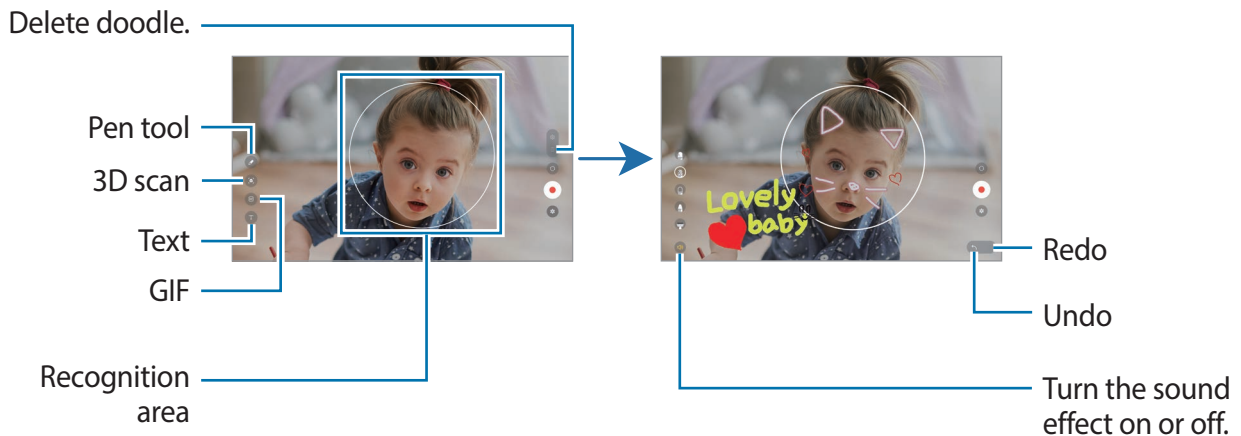 Delete doodle.
Pen tool
3D scan
Text
GIF
Recognition
area
Lovely
baby
Redo
Undo
Turn the sound
effect on or off.